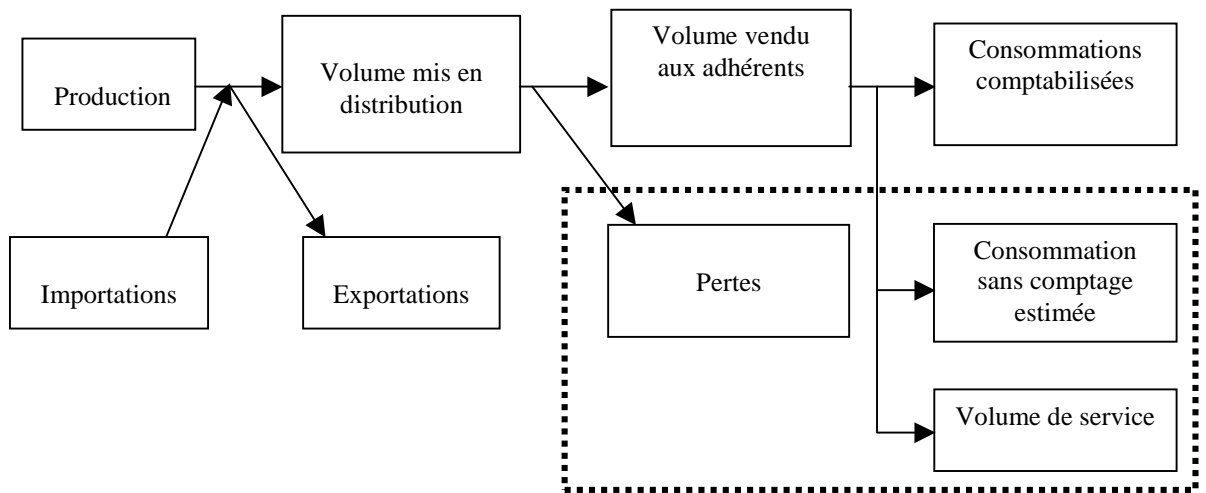 Production
Volume mis en
distribution
Volume vendu
aux adhérents
Consommations
comptabilisées
Importations
Exportations
Pertes
Consommation
sans comptage
estimée
Volume de service